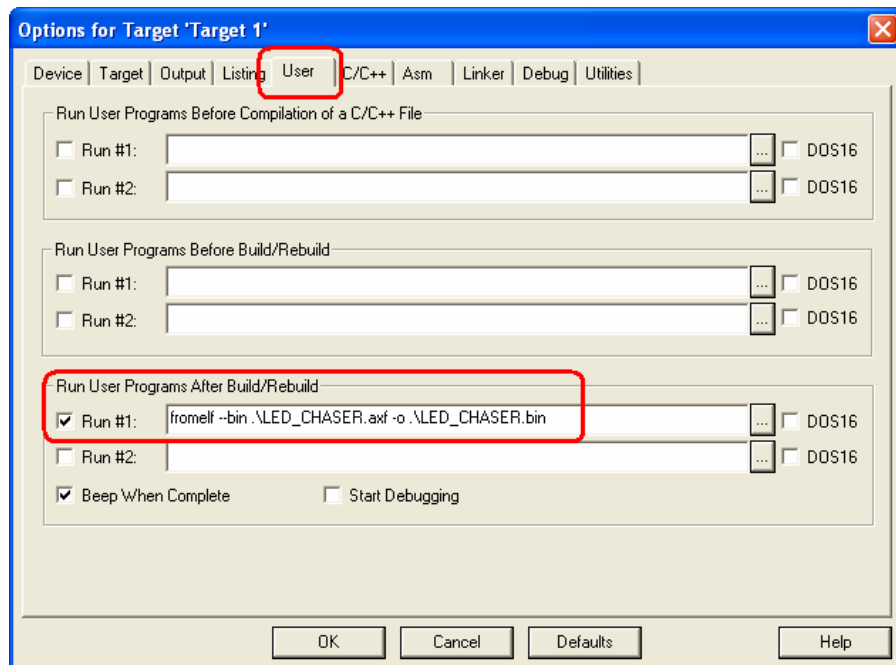 Options for Target 'Target 1'
Device Target Output Listing User C/C++ Asm Linker Debug Utilities
Run User Programs Before Compilation of a C/C++ File
Run #1: ... DOS16
Run #2: ... DOS16
Run User Programs Before Build/Rebuild
Run #1: ... DOS16
Run #2: ... DOS16
Run User Programs After Build/Rebuild
Run #1: fromelf --bin .\LED_CHASER.axf -o .\LED_CHASER.bin ... DOS16
Run #2: ... DOS16
Beep When Complete Start Debugging
OK Cancel Defaults Help